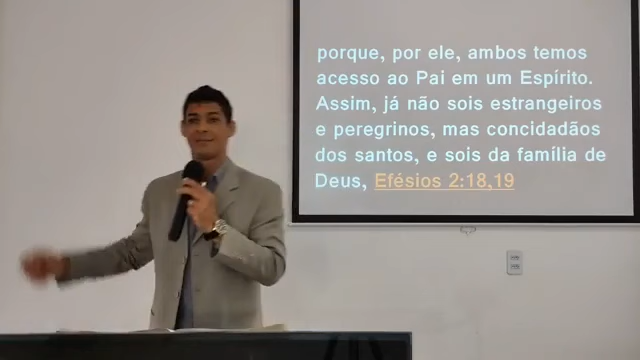 porque, por ele, ambos temos
acesso ao Pai em um Espírito.
Assim, já não sois estrangeiros
e peregrinos, mas concidadãos
dos santos, e sois da família de
Deus, Efésios 2:18,19